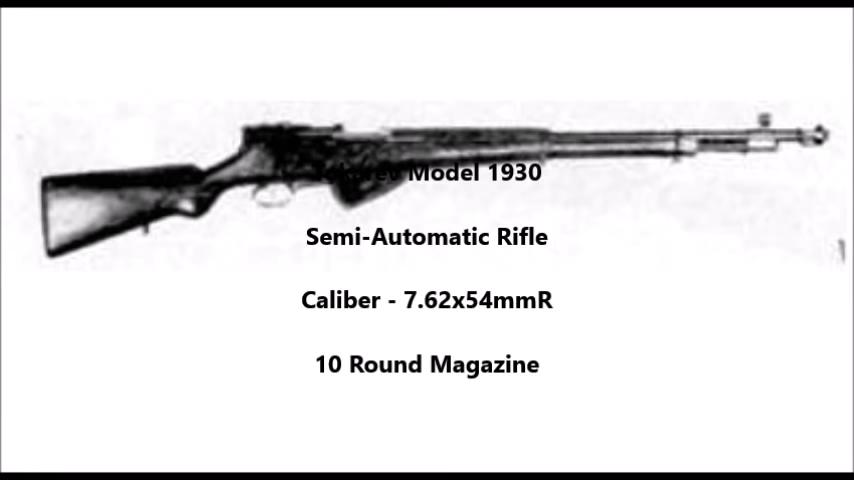 Model 1930
Semi-Automatic Rifle
Caliber - 7.62x54mmR
10 Round Magazine